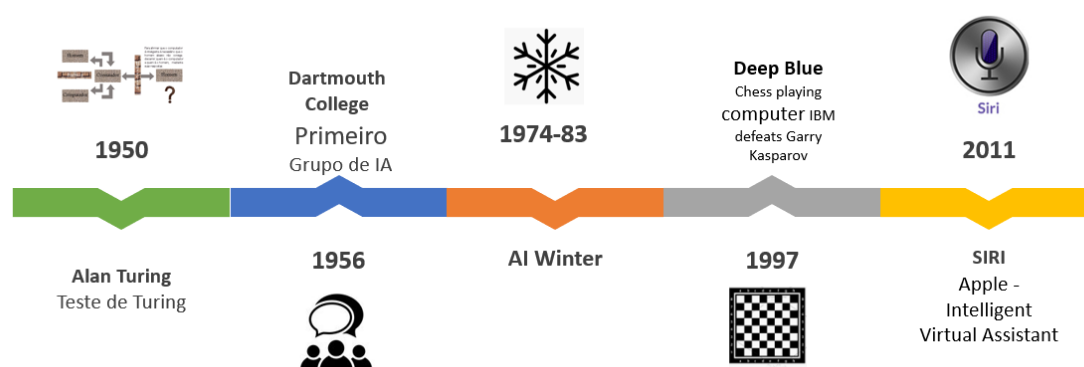 ?
1950
Alan Turing
Teste de Turing
Dartmouth
College
Primeiro
Grupo de IA
1956
1974-83
AI Winter
Deep Blue
Chess playing
computer IBM
defeats Garry
Kasparov
1997
Siri
2011
SIRI
Apple -
Intelligent
Virtual Assistant